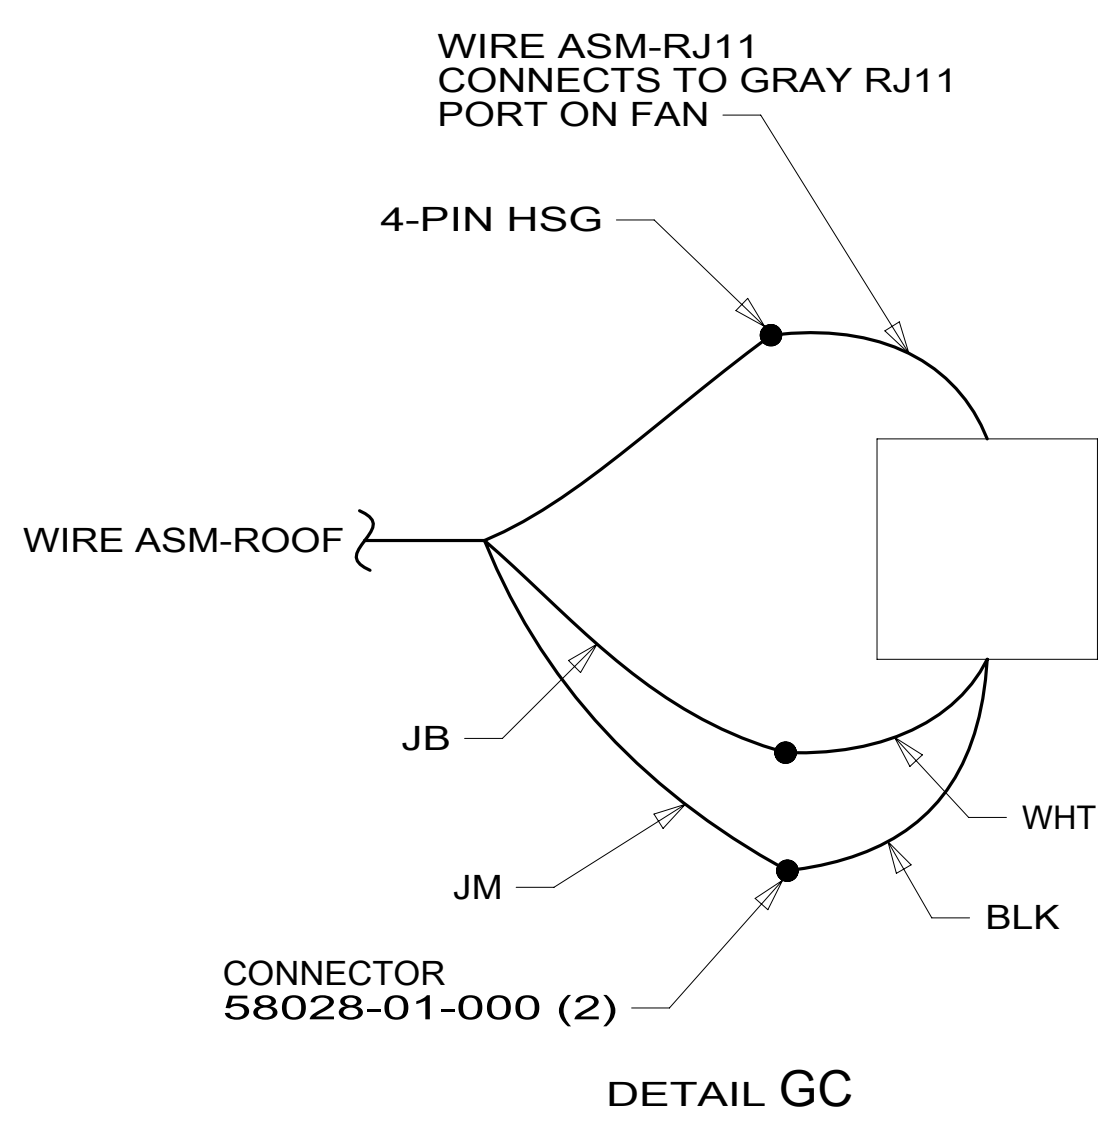 WIRE ASM-RJ11
CONNECTS TO GRAY RJ11
PORT ON FAN
4-PIN HSG
WIRE ASM-ROOF
JB
WHT
JM
BLK
CONNECTOR
58028-01-000 (2)
DETAIL GC